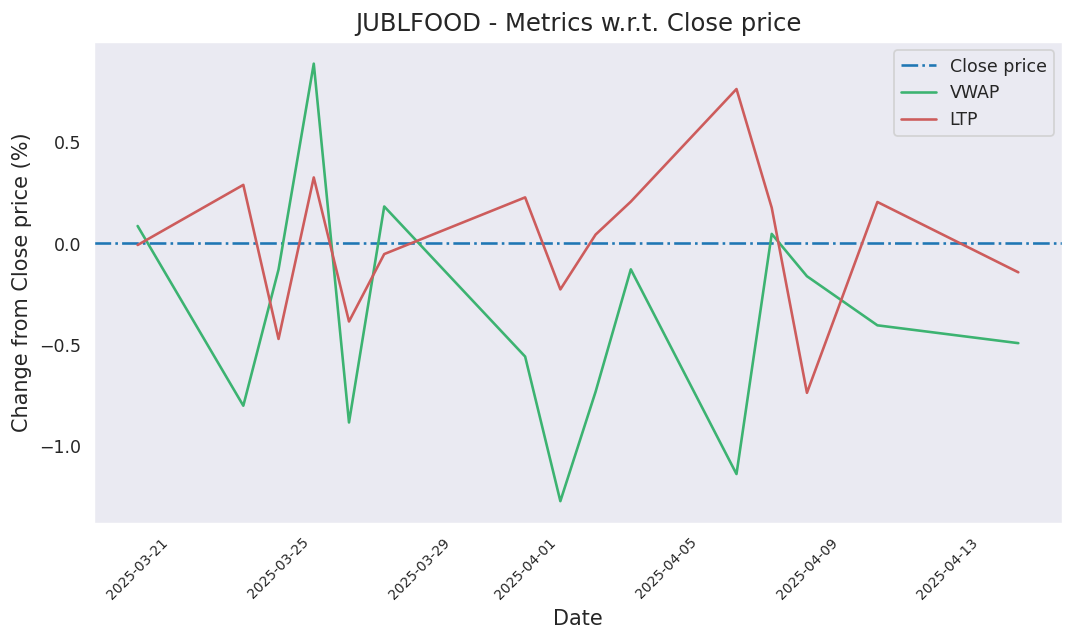 JUBLFOOD - Metrics w.r.t. Close price
Close price
VWAP
LTP
Change from Close price (%)
0.5
0.0
−0.5
−1.0
2025-03-21
2025-03-25
2025-03-29
2025-04-01
2025-04-05
2025-04-09
2025-04-13
Date